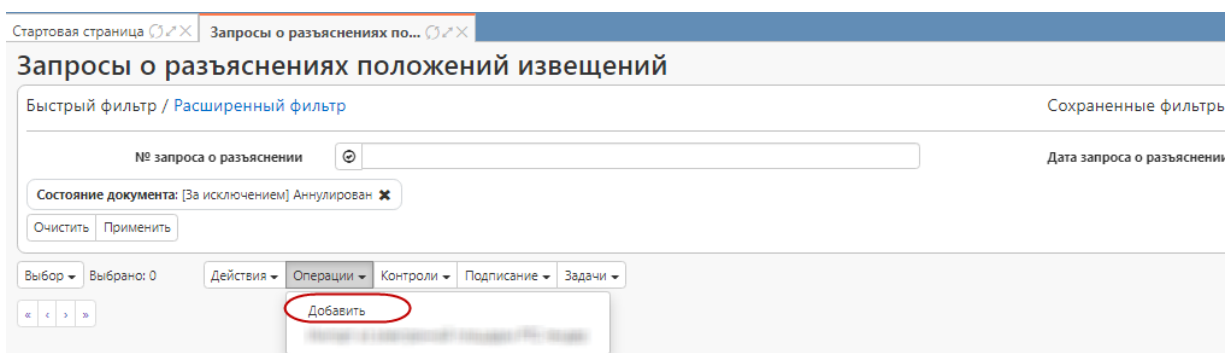 Стартовая страница Запросы о разъяснениях по...
Запросы о разъяснениях положений извещений
Быстрый фильтр / Расширенный фильтр Сохраненные фильтры
№ запроса о разъяснении Дата запроса о разъяснении
Состояние документа: [За исключением] Аннулирован ✖
Очистить Применить
Выбор Выбрано: 0 Действия Операции Контроли Подписание Задачи
« ‹ › » Добавить